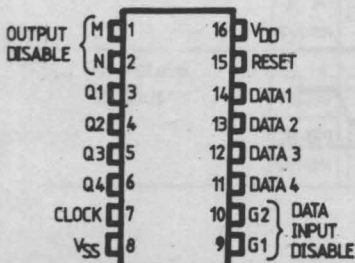 OUTPUT DISABLE
M 1
N 2
Q1 3
Q2 4
Q3 5
Q4 6
CLOCK 7
VSS 8
16 VDD
15 RESET
14 DATA1
13 DATA 2
12 DATA 3
11 DATA 4
10 G2
9 G1
DATA INPUT DISABLE